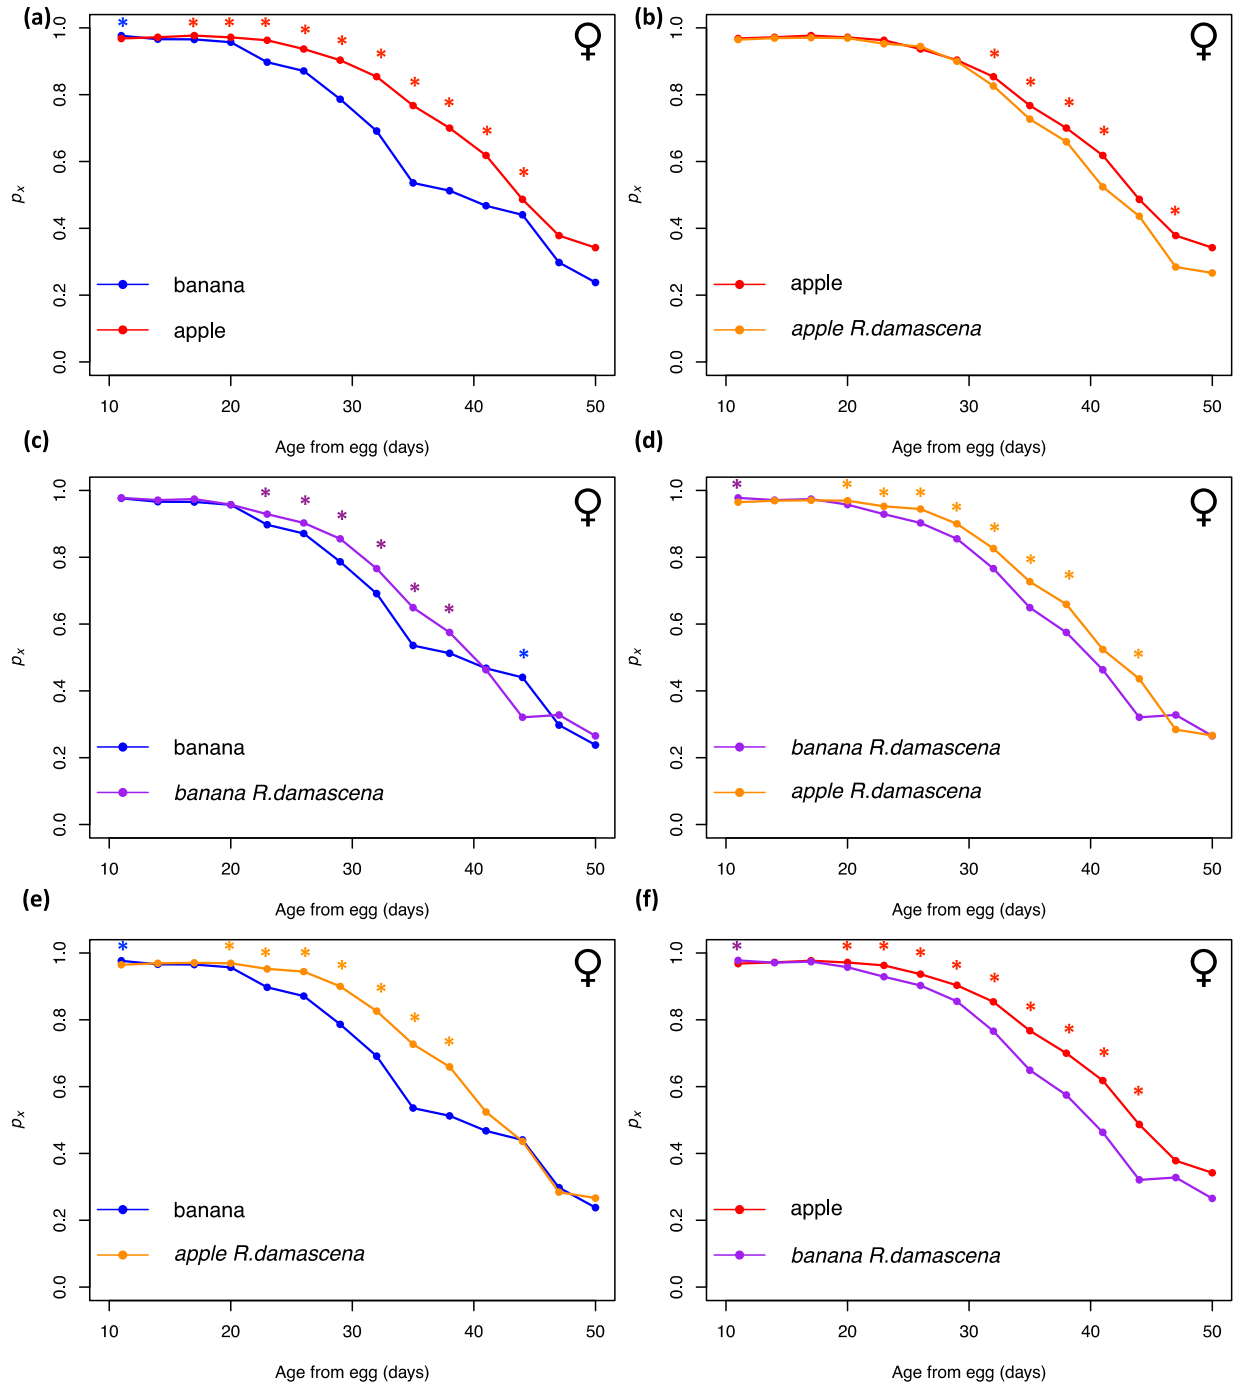 (a)
* * * * * * * * * * *
♀
1.0
0.8
0.6
0.4
0.2
0.0
px
banana
apple
10 20 30 40 50
Age from egg (days)
(b)
* * * * *
♀
1.0
0.8
0.6
0.4
0.2
0.0
px
apple
apple R.damascena
10 20 30 40 50
Age from egg (days)
(c)
* * * * * * *
♀
1.0
0.8
0.6
0.4
0.2
0.0
px
banana
banana R.damascena
10 20 30 40 50
Age from egg (days)
(d)
* * * * * * * * *
♀
1.0
0.8
0.6
0.4
0.2
0.0
px
banana R.damascena
apple R.damascena
10 20 30 40 50
Age from egg (days)
(e)
* * * * * * * *
♀
1.0
0.8
0.6
0.4
0.2
0.0
px
banana
apple R.damascena
10 20 30 40 50
Age from egg (days)
(f)
* * * * * * * * * *
♀
1.0
0.8
0.6
0.4
0.2
0.0
px
apple
banana R.damascena
10 20 30 40 50
Age from egg (days)